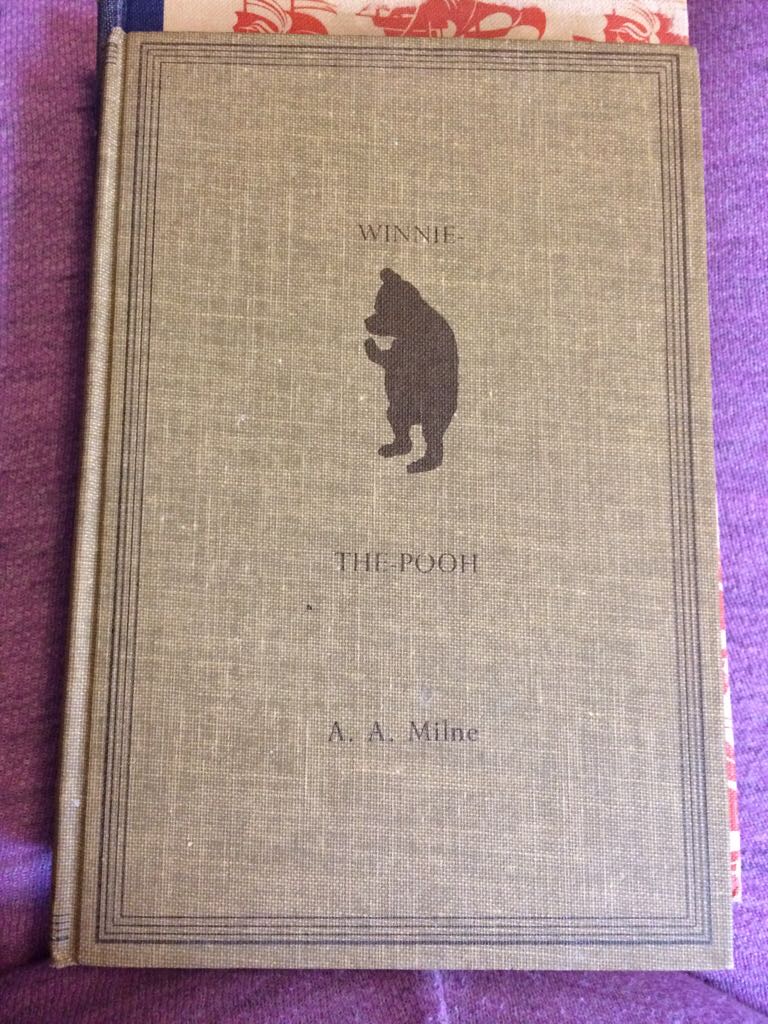 WINNIE-
THE-POOH
A. A. Milne